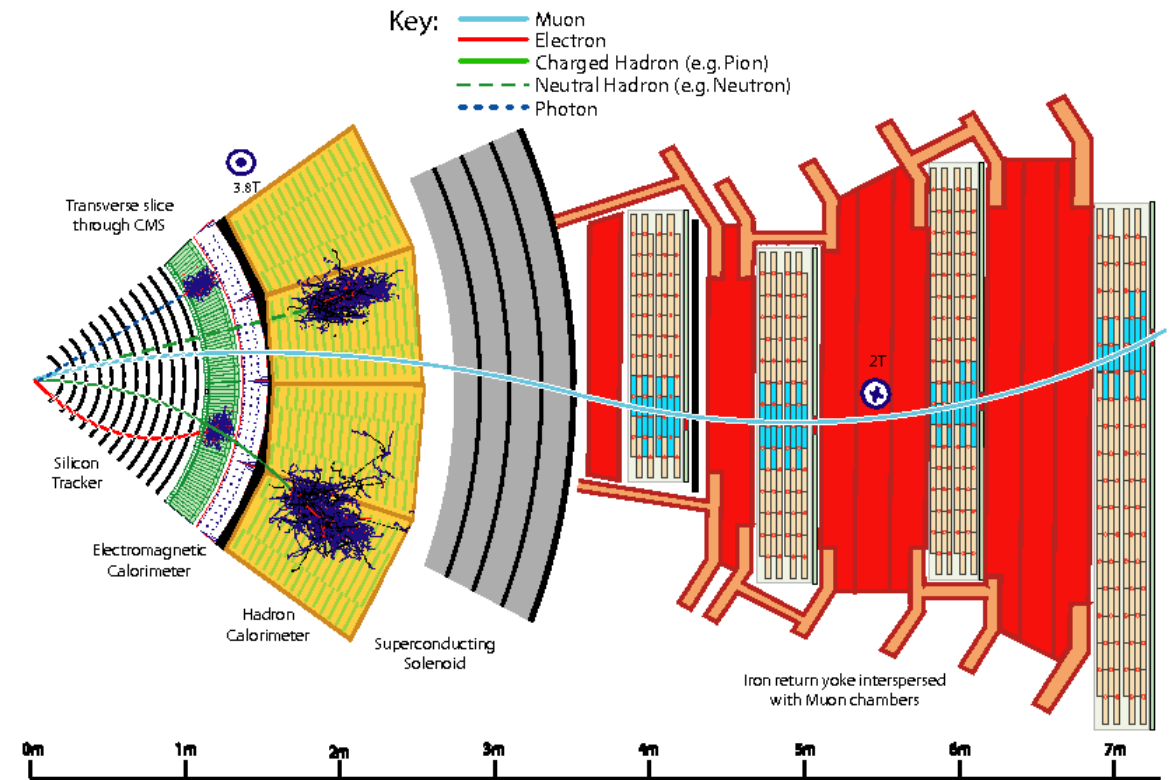 Key:
Muon
Electron
Charged Hadron (e.g. Pion)
Neutral Hadron (e.g. Neutron)
Photon
3.8T
Transverse slice
through CMS
2T
Silicon
Tracker
Electromagnetic
Calorimeter
Hadron
Calorimeter
Superconducting
Solenoid
Iron return yoke interspersed
with Muon chambers
0m 1m 2m 3m 4m 5m 6m 7m